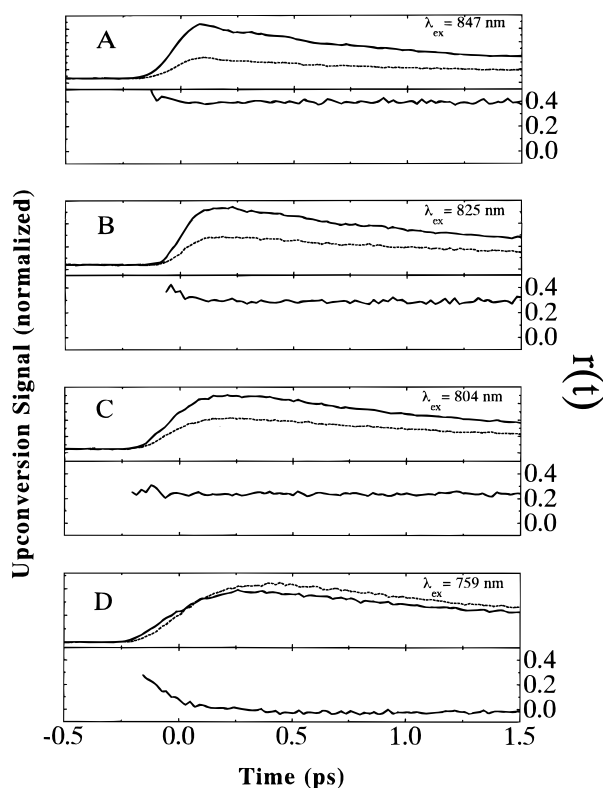 A
λex = 847 nm
0.4
0.2
0.0
B
λex = 825 nm
0.4
0.2
0.0
C
λex = 804 nm
0.4
0.2
0.0
D
λex = 759 nm
0.4
0.2
0.0
-0.5
0.0
0.5
1.0
1.5
Time (ps)
Upconversion Signal (normalized)
r(t)